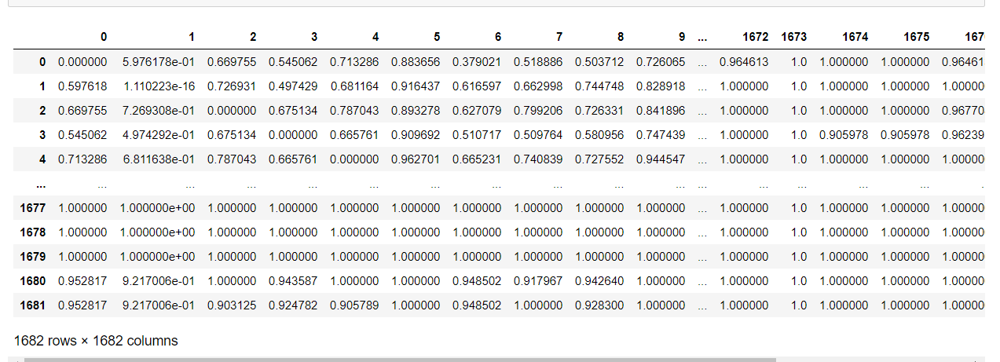 0 1 2 3 4 5 6 7 8 9 ... 1672 1673 1674 1675 167
0 0.000000 5.976178e-01 0.669755 0.545062 0.713286 0.883656 0.379021 0.518886 0.503712 0.726065 ... 0.964613 1.0 1.000000 1.000000 0.96461
1 0.597618 1.110223e-16 0.726931 0.497429 0.681164 0.916437 0.616597 0.662998 0.744748 0.828918 ... 1.000000 1.0 1.000000 1.000000 1.00000
2 0.669755 7.269308e-01 0.000000 0.675134 0.787043 0.893278 0.627079 0.799206 0.726331 0.841896 ... 1.000000 1.0 1.000000 1.000000 0.96770
3 0.545062 4.974292e-01 0.675134 0.000000 0.665761 0.909692 0.510717 0.509764 0.580956 0.747439 ... 1.000000 1.0 0.905978 0.905978 0.96239
4 0.713286 6.811638e-01 0.787043 0.665761 0.000000 0.962701 0.665231 0.740839 0.727552 0.944547 ... 1.000000 1.0 1.000000 1.000000 1.00000
... ... ... ... ... ... ... ... ... ... ... ... ... ... ... ... .
1677 1.000000 1.000000e+00 1.000000 1.000000 1.000000 1.000000 1.000000 1.000000 1.000000 1.000000 ... 1.000000 1.0 1.000000 1.000000 1.00000
1678 1.000000 1.000000e+00 1.000000 1.000000 1.000000 1.000000 1.000000 1.000000 1.000000 1.000000 ... 1.000000 1.0 1.000000 1.000000 1.00000
1679 1.000000 1.000000e+00 1.000000 1.000000 1.000000 1.000000 1.000000 1.000000 1.000000 1.000000 ... 1.000000 1.0 1.000000 1.000000 1.00000
1680 0.952817 9.217006e-01 1.000000 0.943587 1.000000 1.000000 0.948502 0.917967 0.942640 1.000000 ... 1.000000 1.0 1.000000 1.000000 1.00000
1681 0.952817 9.217006e-01 0.903125 0.924782 0.905789 1.000000 0.948502 1.000000 0.928300 1.000000 ... 1.000000 1.0 1.000000 1.000000 1.00000
1682 rows × 1682 columns